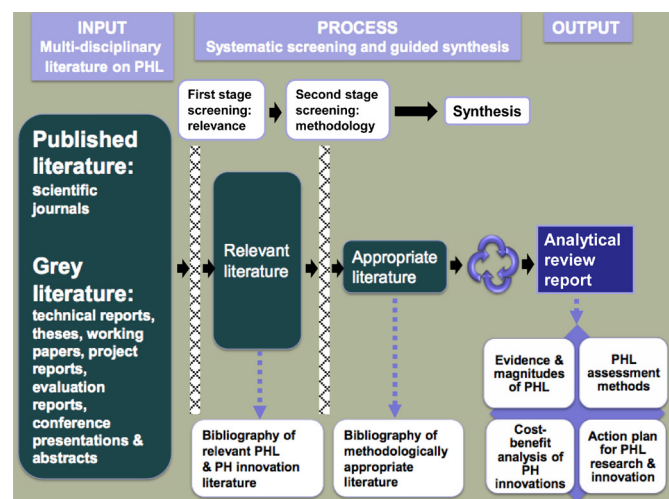 INPUT
Multi-disciplinary
literature on PHL
PROCESS
Systematic screening and guided synthesis
OUTPUT
First stage
screening:
relevance
Second stage
screening:
methodology
Synthesis
Published
literature:
scientific
journals
Grey
literature:
technical reports,
theses, working
papers, project
reports,
evaluation
reports,
conference
presentations &
abstracts
Relevant
literature
Appropriate
literature
Analytical
review
report
Bibliography of
relevant PHL
& PH innovation
literature
Bibliography of
methodologically
appropriate
literature
Evidence &
magnitudes
of PHL
PHL
assessment
methods
Cost-
benefit
analysis of
PH
innovations
Action plan
for PHL
research &
innovation